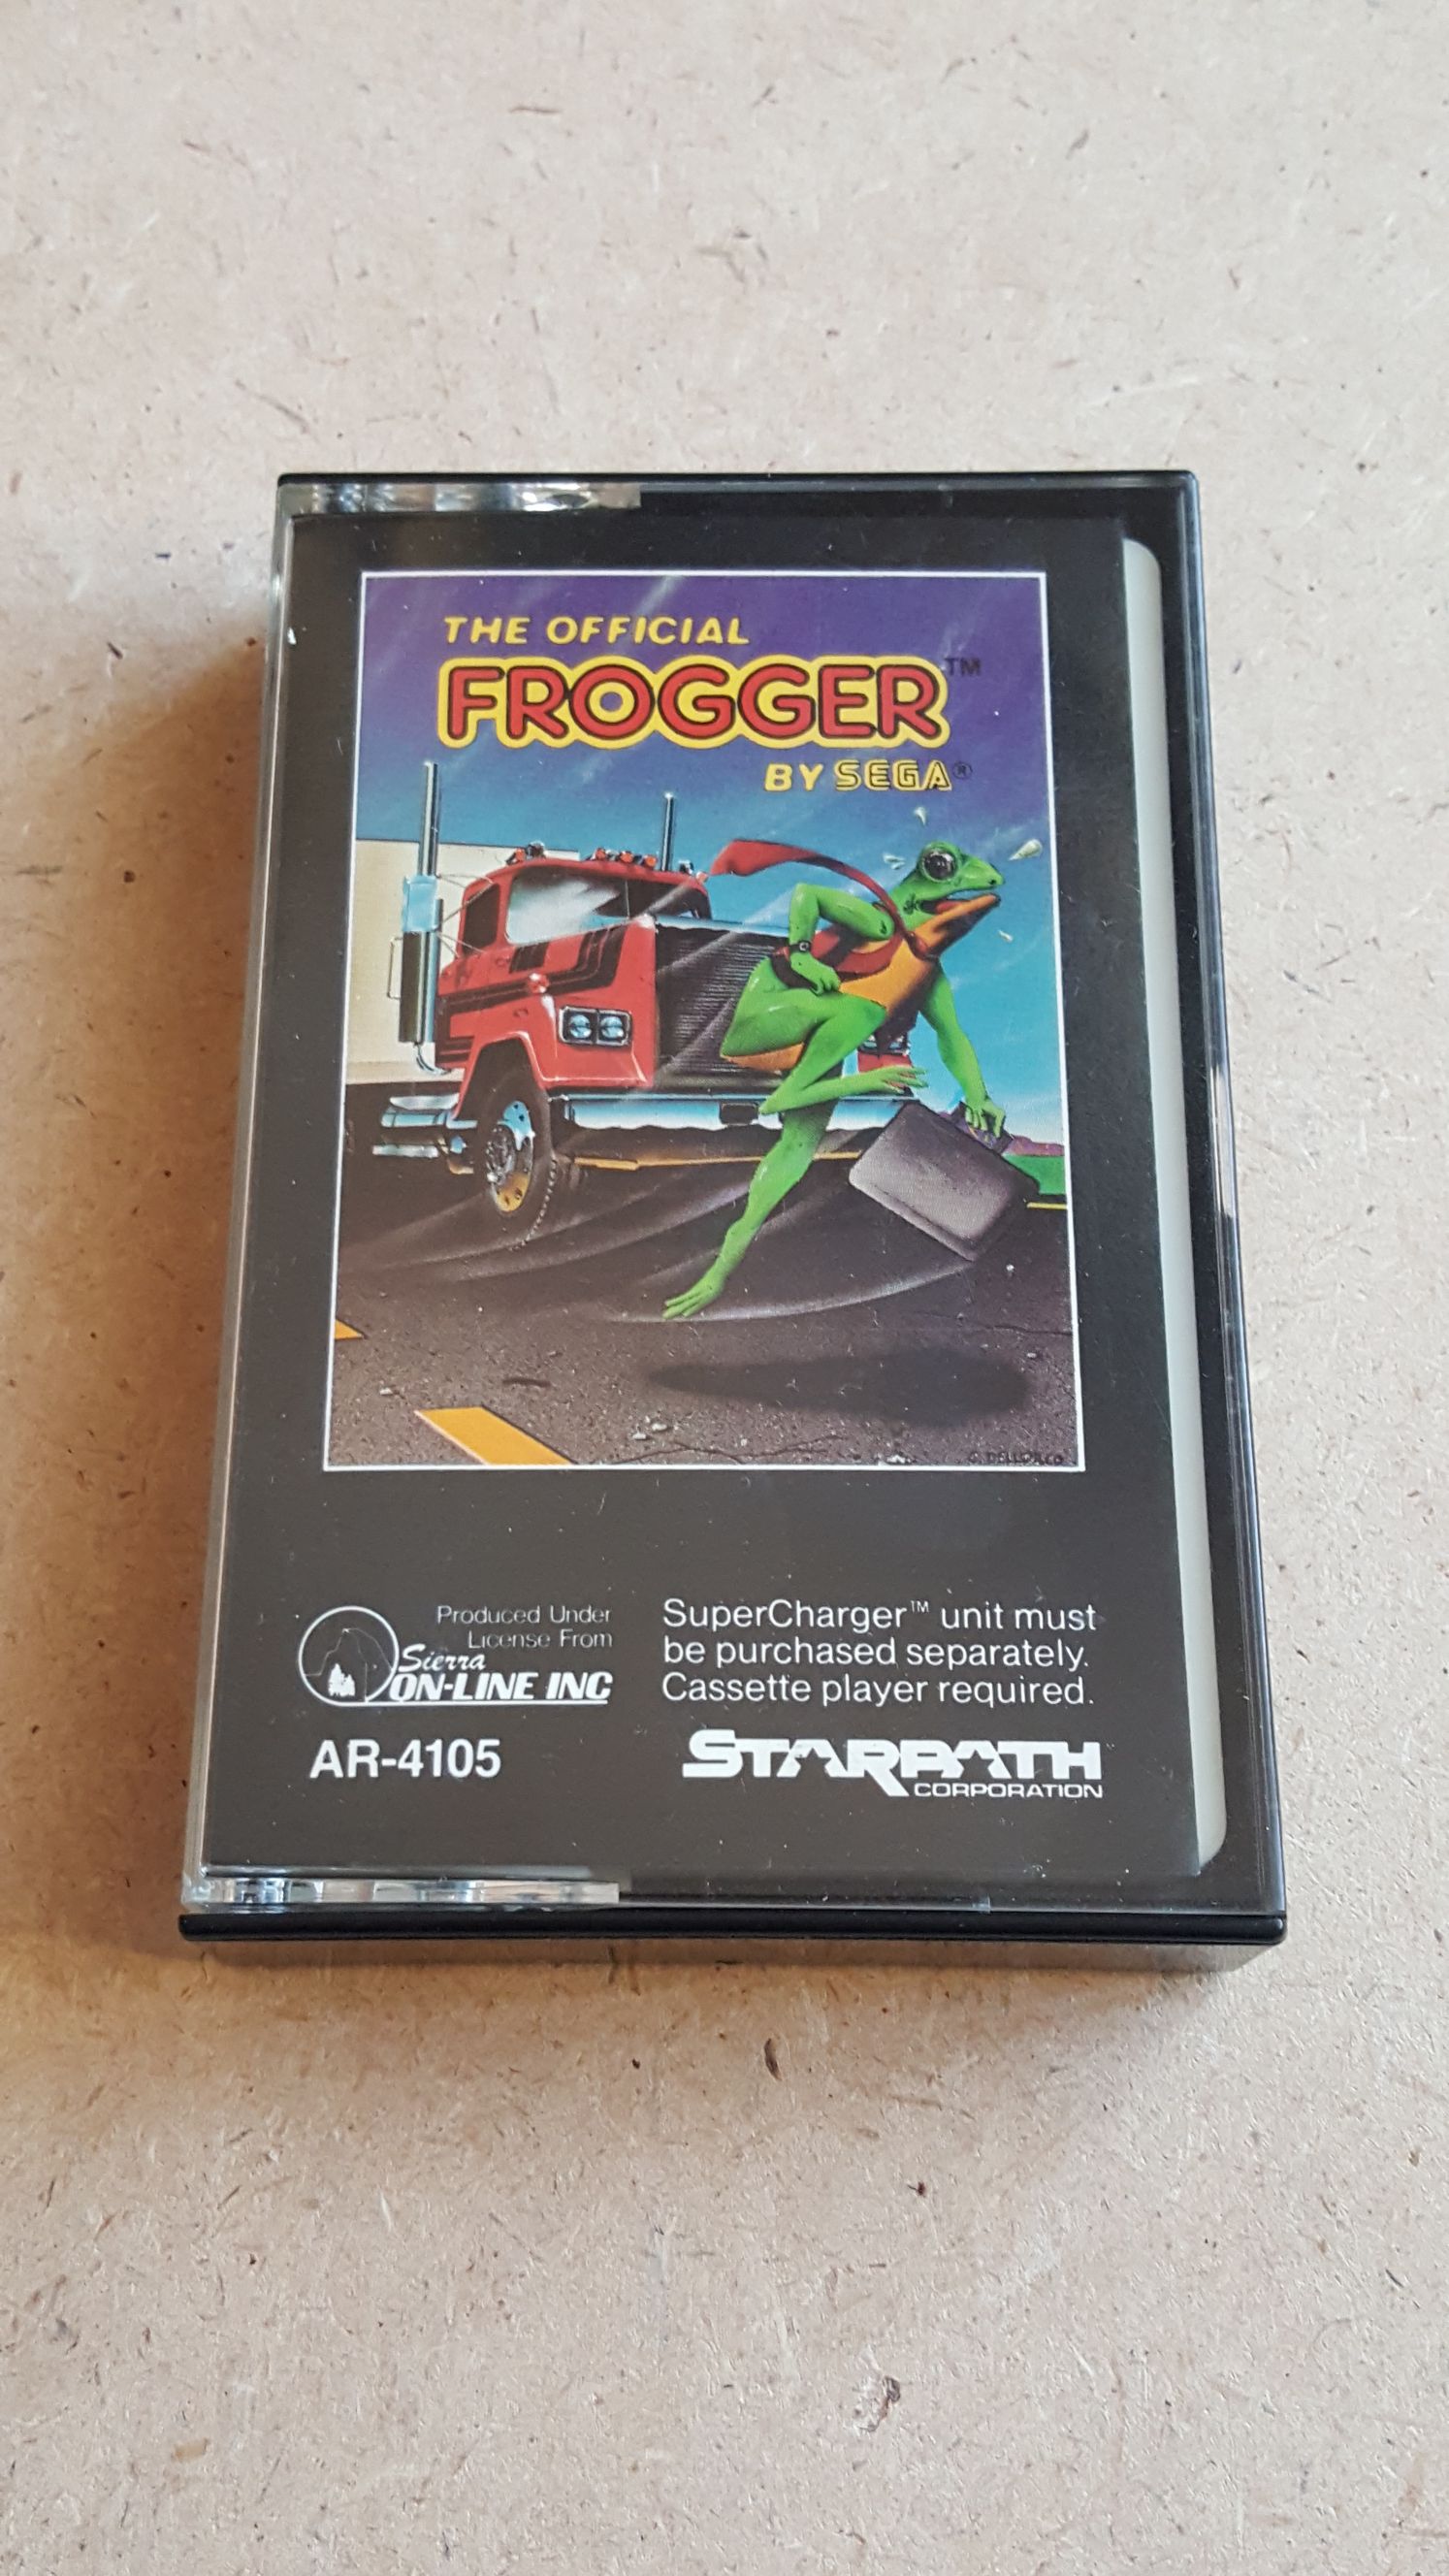 THE OFFICIAL
FROGGER™
BY SEGA®
Produced Under
License From
Sierra
ON-LINE INC
AR-4105
SuperCharger™ unit must
be purchased separately.
Cassette player required.
STARPATH
CORPORATION